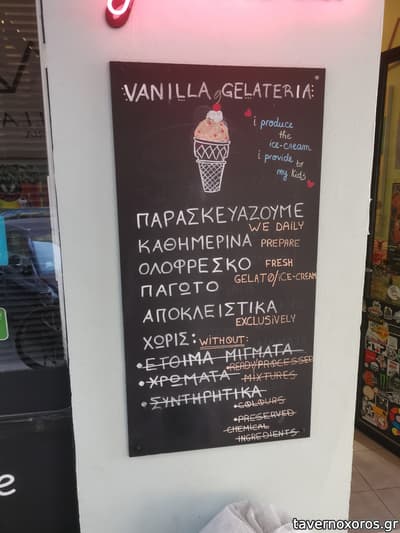 VANILLA gELATERIA
i produce
the
ice-cream
i provide to
my kids
ΠΑΡΑΣΚΕΥΑΖΟΥΜΕ
WE DAILY
ΚΑΘΗΜΕΡΙΝΑ PREPARE
ΟΛΟΦΡΕΣΚΟ FRESH
ΠΑΓΩΤΟ GELATO/iCE-CREAM
ΑΠΟΚΛΕΙΣΤΙΚΑ
EXCLUSiVELY
ΧΩΡΙΣ: WITHOUT:
•ΕΤΟΙΜΑ ΜΙΓΜΑΤΑ
•READY/PROCESSED
•ΧΡΩΜΑΤΑ MIXTURES
•ΣΥΝΤΗΡΗΤΙΚΑ
•COLOURS
•PRESERVED
CHEMICAL
INGREDIENTS
tavernoxoros.gr